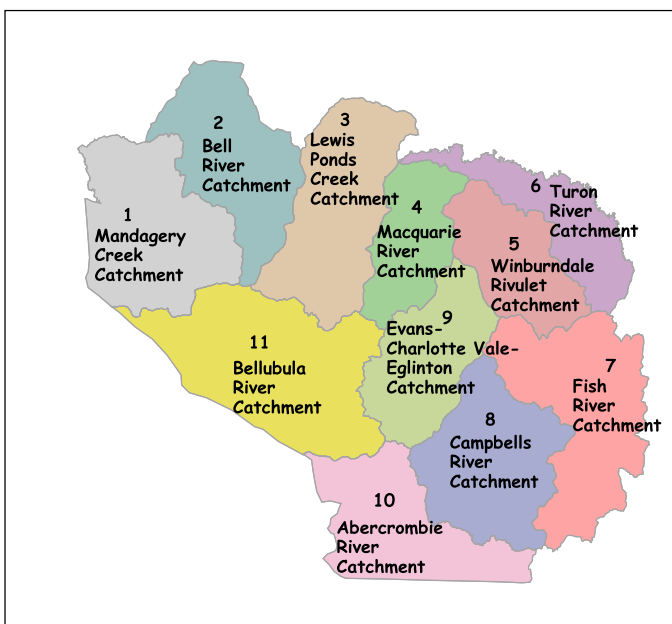 1
Mandagery
Creek
Catchment
2
Bell
River
Catchment
3
Lewis
Ponds
Creek
Catchment
4
Macquarie
River
Catchment
5
Winburndale
Rivulet
Catchment
6 Turon
River
Catchment
7
Fish
River
Catchment
8
Campbells
River
Catchment
9
Evans-
Charlotte Vale-
Eglinton
Catchment
10
Abercrombie
River
Catchment
11
Bellubula
River
Catchment